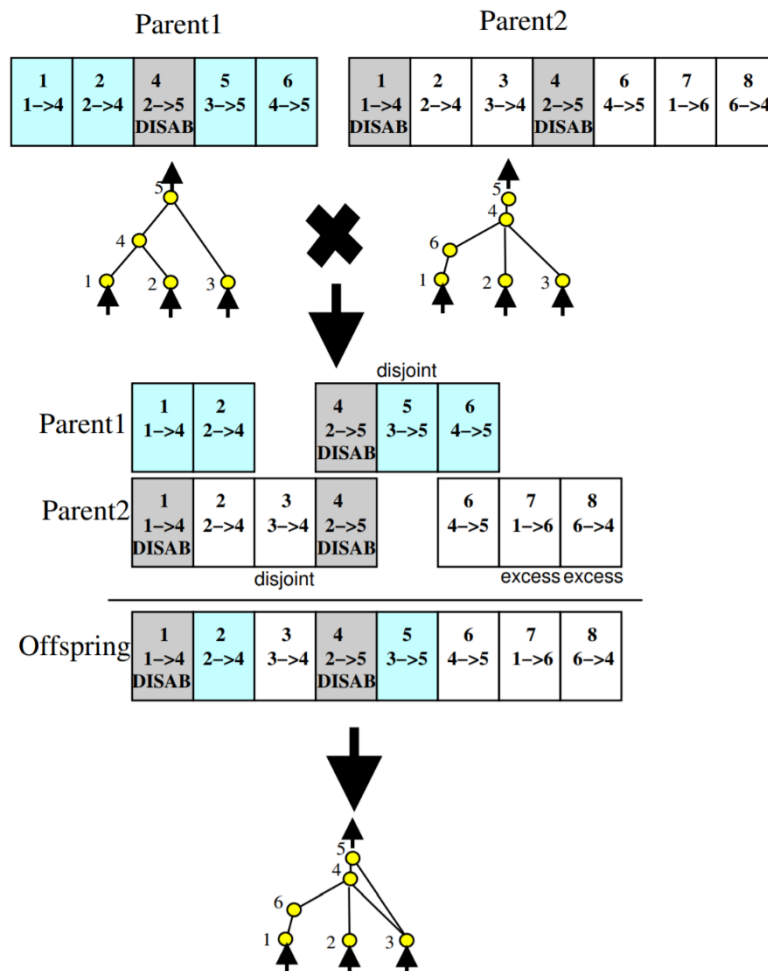 Parent1
Parent2
1 2 4 5 6
1->4 2->4 2->5 3->5 4->5
DISAB
1 2 3 4 6 7 8
1->4 2->4 3->4 2->5 4->5 1->6 6->4
DISAB DISAB
5
4
1 2 3
5
4
6
1 2 3
disjoint
Parent1
1 2 4 5 6
1->4 2->4 2->5 3->5 4->5
DISAB
Parent2
1 2 3 4 6 7 8
1->4 2->4 3->4 2->5 4->5 1->6 6->4
DISAB DISAB
disjoint excess excess
Offspring
1 2 3 4 5 6 7 8
1->4 2->4 3->4 2->5 3->5 4->5 1->6 6->4
DISAB DISAB
5
4
6
1 2 3